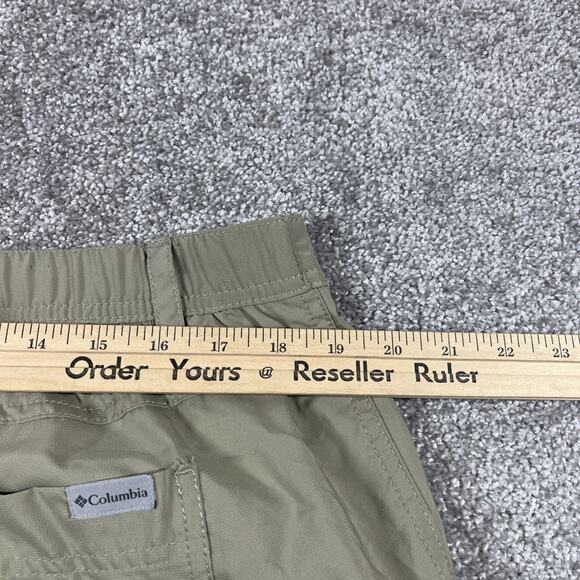 14 15 16 17 18 19 20 21 22 23
Order Yours @ Reseller Ruler
Columbia